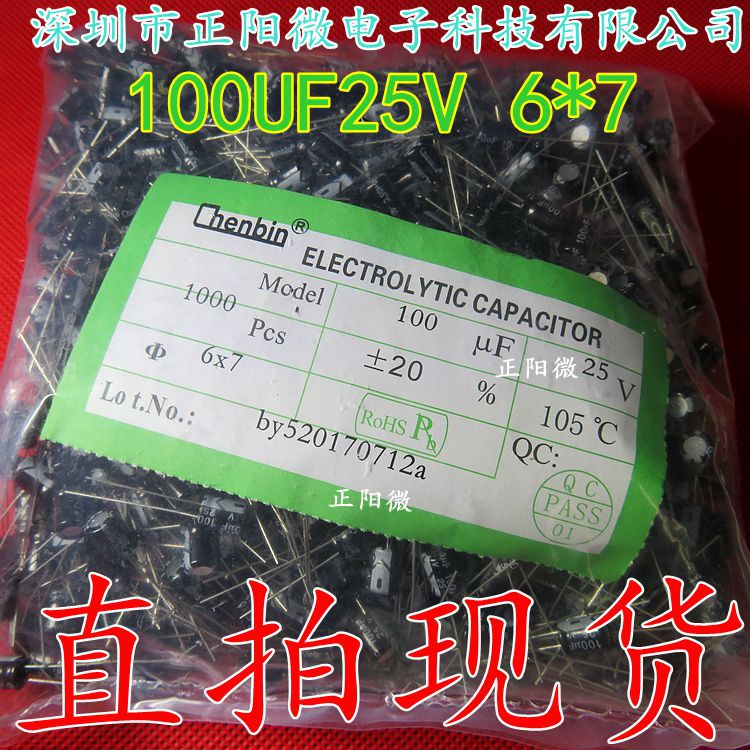 深圳市正阳微电子科技有限公司
100UF25V 6*7
Chenbin®
ELECTROLYTIC CAPACITOR
Model 100 μF 25 V
1000 Pcs ±20 % 105 ℃
Φ 6x7 RoHS Pb QC:
Lo t.No.: by520170712a
QC
PASS
01
正阳微
正阳微
直拍现货